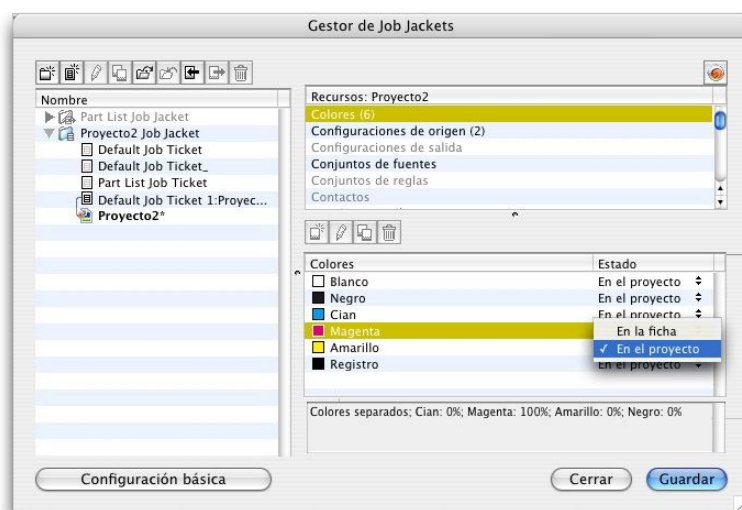 Gestor de Job Jackets
Nombre
Part List Job Jacket
Proyecto2 Job Jacket
Default Job Ticket
Default Job Ticket_
Part List Job Ticket
Default Job Ticket 1:Proyec...
Proyecto2*
Recursos: Proyecto2
Colores (6)
Configuraciones de origen (2)
Configuraciones de salida
Conjuntos de fuentes
Conjuntos de reglas
Contactos
Colores Estado
Blanco En el proyecto
Negro En el proyecto
Cian En el proyecto
Magenta
En la ficha
Amarillo ✓ En el proyecto
Registro En el proyecto
Colores separados; Cian: 0%; Magenta: 100%; Amarillo: 0%; Negro: 0%
Configuración básica Cerrar Guardar